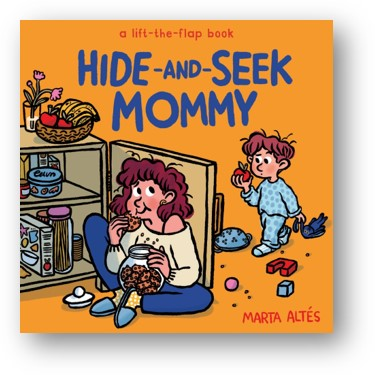 a lift-the-flap book
HIDE-AND-SEEK
MOMMY
MARTA ALTÉS